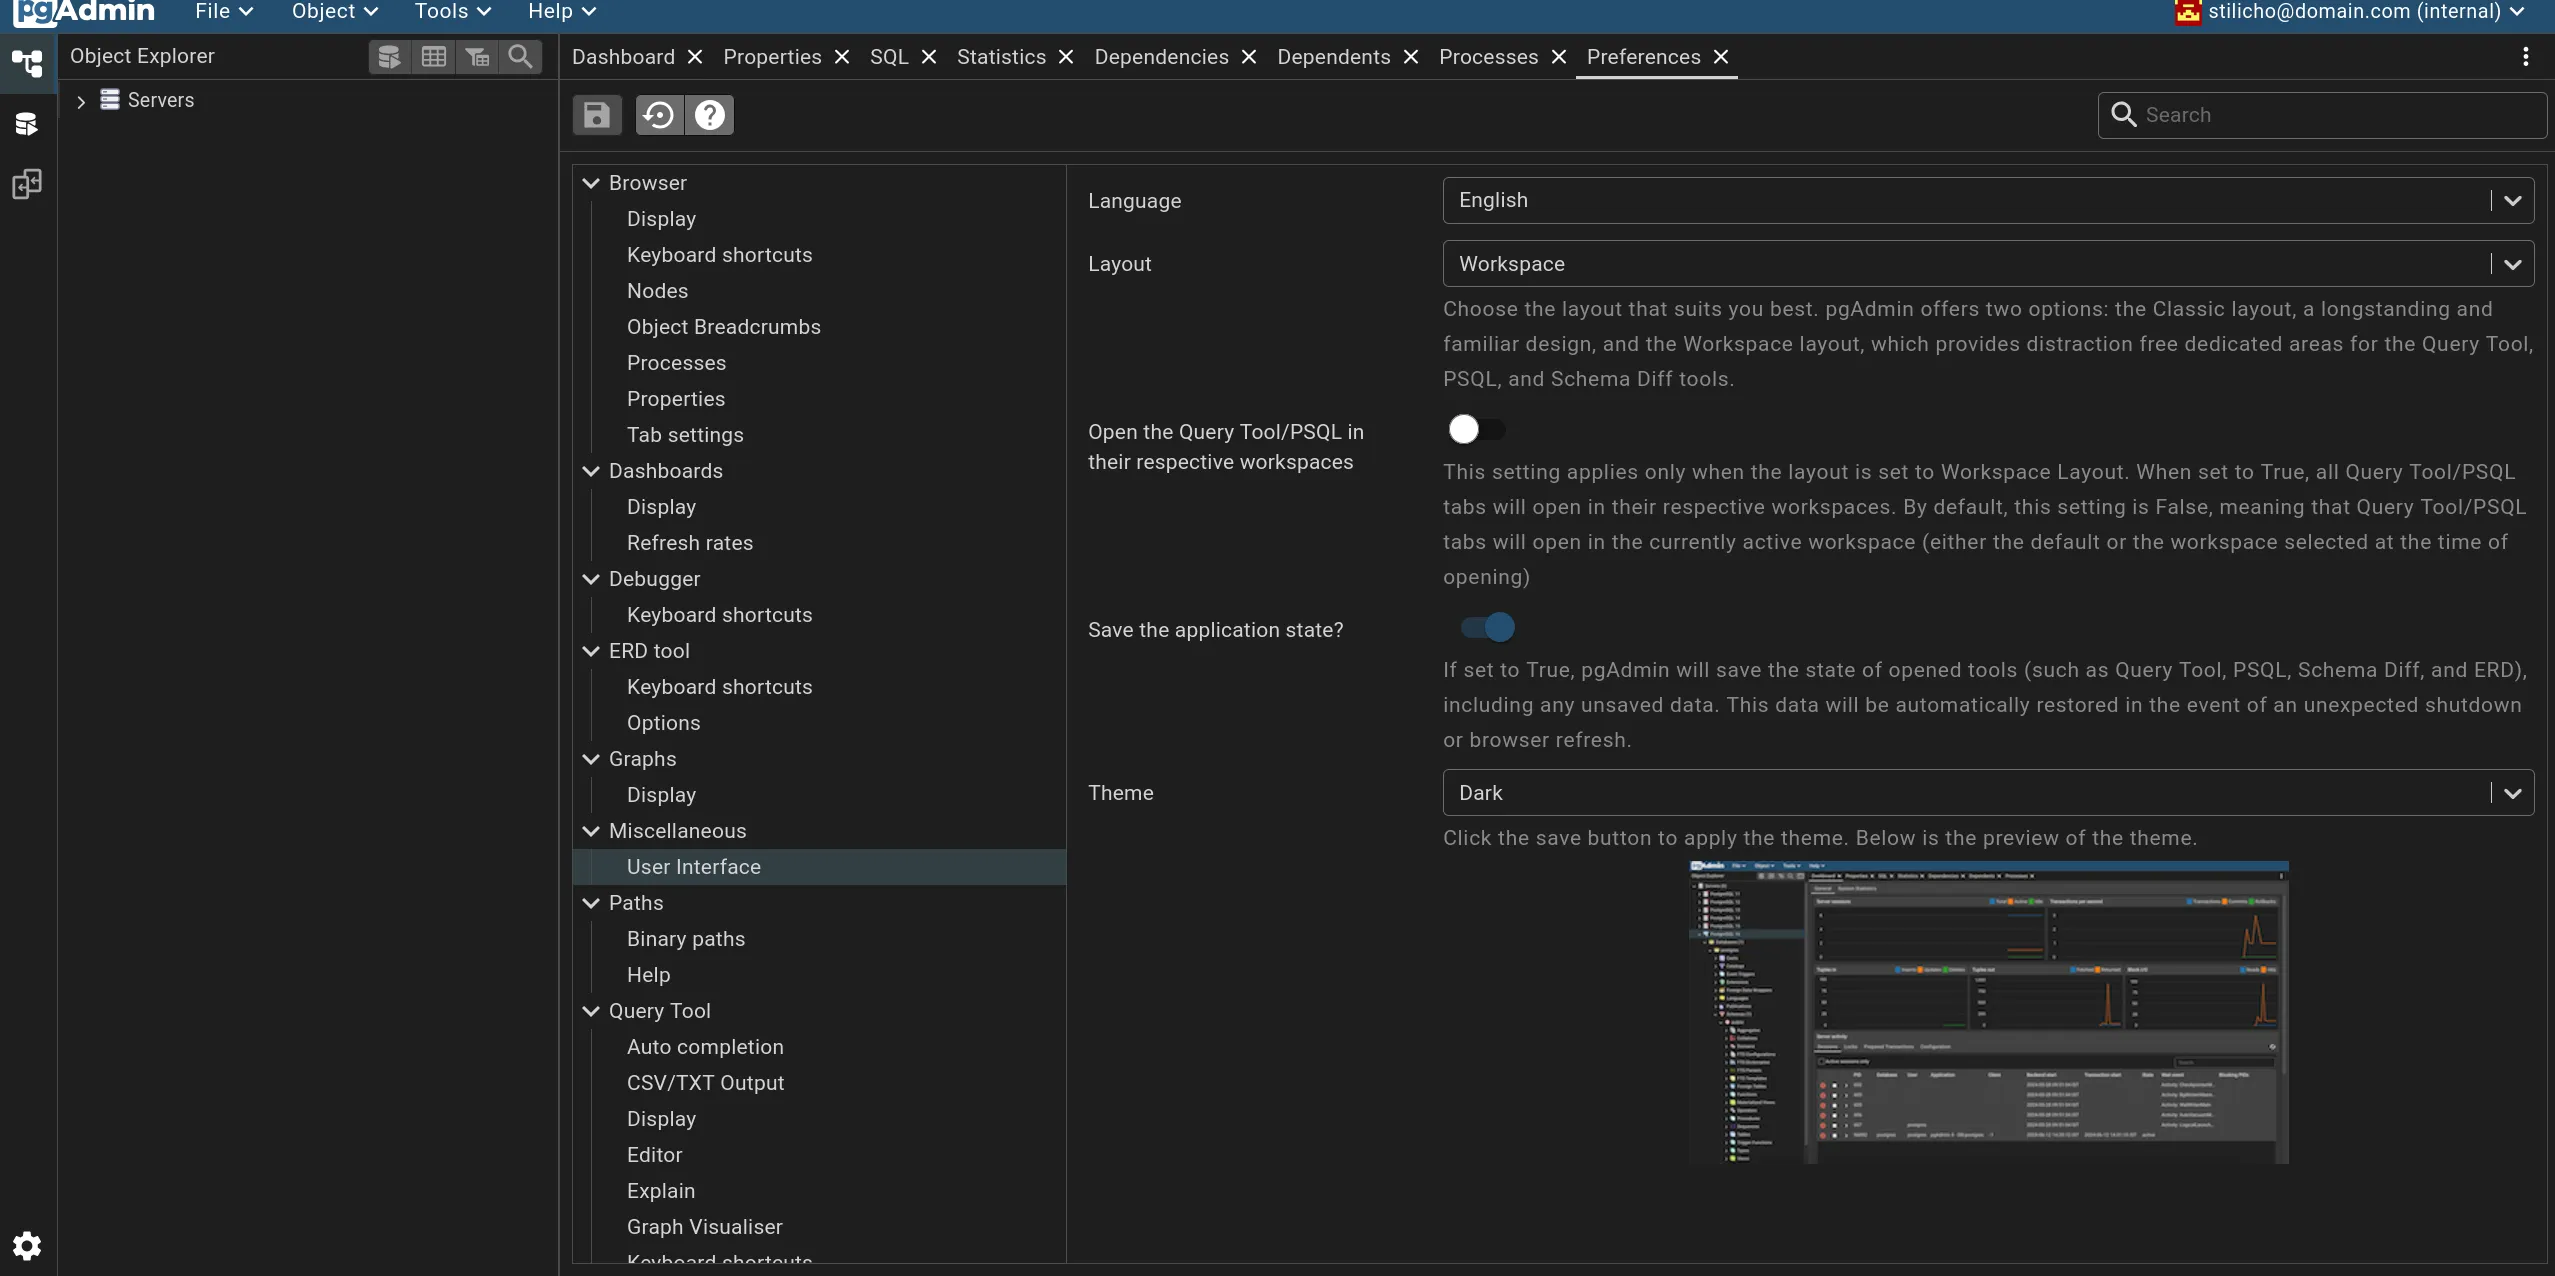 pgAdmin File Object Tools Help stilicho@domain.com (internal)
Object Explorer
Servers
Dashboard Properties SQL Statistics Dependencies Dependents Processes Preferences
Search
Browser
Display
Keyboard shortcuts
Nodes
Object Breadcrumbs
Processes
Properties
Tab settings
Dashboards
Display
Refresh rates
Debugger
Keyboard shortcuts
ERD tool
Keyboard shortcuts
Options
Graphs
Display
Miscellaneous
User Interface
Paths
Binary paths
Help
Query Tool
Auto completion
CSV/TXT Output
Display
Editor
Explain
Graph Visualiser
Keyboard shortcuts
Language
English
Layout
Workspace
Choose the layout that suits you best. pgAdmin offers two options: the Classic layout, a longstanding and
familiar design, and the Workspace layout, which provides distraction free dedicated areas for the Query Tool,
PSQL, and Schema Diff tools.
Open the Query Tool/PSQL in
their respective workspaces
This setting applies only when the layout is set to Workspace Layout. When set to True, all Query Tool/PSQL
tabs will open in their respective workspaces. By default, this setting is False, meaning that Query Tool/PSQL
tabs will open in the currently active workspace (either the default or the workspace selected at the time of
opening)
Save the application state?
If set to True, pgAdmin will save the state of opened tools (such as Query Tool, PSQL, Schema Diff, and ERD),
including any unsaved data. This data will be automatically restored in the event of an unexpected shutdown
or browser refresh.
Theme
Dark
Click the save button to apply the theme. Below is the preview of the theme.